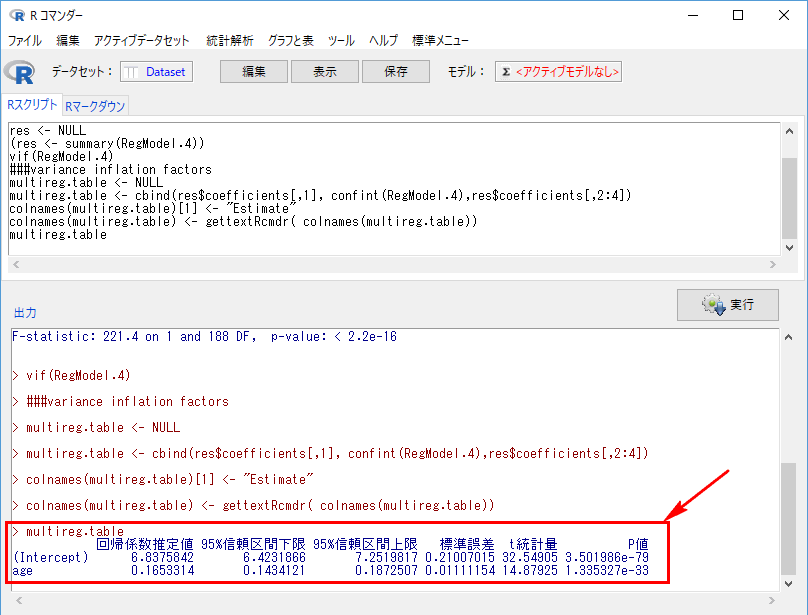 R コマンダー
ファイル 編集 アクティブデータセット 統計解析 グラフと表 ツール ヘルプ 標準メニュー
R データセット： Dataset 編集 表示 保存 モデル： Σ <アクティブモデルなし>
Rスクリプト Rマークダウン
res <- NULL
(res <- summary(RegModel.4))
vif(RegModel.4)
###variance inflation factors
multireg.table <- NULL
multireg.table <- cbind(res$coefficients[,1], confint(RegModel.4),res$coefficients[,2:4])
colnames(multireg.table)[1] <- "Estimate"
colnames(multireg.table) <- gettextRcmdr( colnames(multireg.table))
multireg.table
実行
出力
F-statistic: 221.4 on 1 and 188 DF,  p-value: < 2.2e-16
> vif(RegModel.4)
> ###variance inflation factors
> multireg.table <- NULL
> multireg.table <- cbind(res$coefficients[,1], confint(RegModel.4),res$coefficients[,2:4])
> colnames(multireg.table)[1] <- "Estimate"
> colnames(multireg.table) <- gettextRcmdr( colnames(multireg.table))
> multireg.table
回帰係数推定値 95%信頼区間下限 95%信頼区間上限 標準誤差 t統計量 P値
(Intercept) 6.8375842 6.4231866 7.2519817 0.21007015 32.54905 3.501986e-79
age 0.1653314 0.1434121 0.1872507 0.01111154 14.87925 1.335327e-33